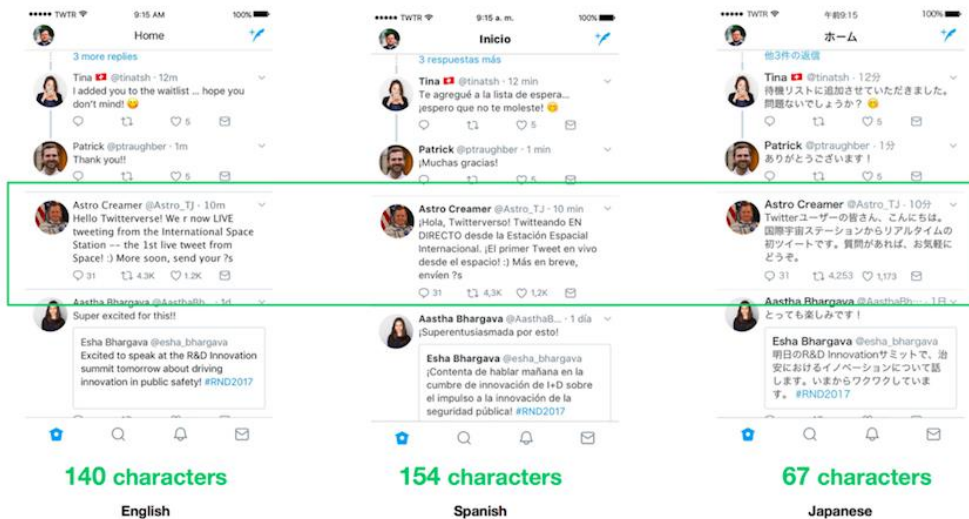 TWTR 9:15 AM 100%
Home
3 more replies
Tina @tinatsh · 12m
I added you to the waitlist ... hope you
don't mind!
5
Patrick @ptraughber · 1m
Thank you!!
5
Astro Creamer @Astro_TJ · 10m
Hello Twitterverse! We r now LIVE
tweeting from the International Space
Station -- the 1st live tweet from
Space! :) More soon, send your ?s
31 4.3K 1.2K
Aastha Bhargava @AasthaBh... · 1d
Super excited for this!!
Esha Bhargava @esha_bhargava
Excited to speak at the R&D Innovation
summit tomorrow about driving
innovation in public safety! #RND2017
140 characters
English
TWTR 9:15 a. m. 100%
Inicio
3 respuestas más
Tina @tinatsh · 12 min
Te agregué a la lista de espera...
¡espero que no te moleste!
5
Patrick @ptraughber · 1 min
¡Muchas gracias!
5
Astro Creamer @Astro_TJ · 10 min
¡Hola, Twitterverso! Twitteando EN
DIRECTO desde la Estación Espacial
Internacional. ¡El primer Tweet en vivo
desde el espacio! :) Más en breve,
envíen ?s
31 4,3K 1,2K
Aastha Bhargava @AasthaB... · 1 día
¡Superentusiasmada por esto!
Esha Bhargava @esha_bhargava
¡Contenta de hablar mañana en la
cumbre de innovación de I+D sobre
el impulso a la innovación de la
seguridad pública! #RND2017
154 characters
Spanish
TWTR 午前9:15 100%
ホーム
他3件の返信
Tina @tinatsh · 12分
待機リストに追加させていただきました。
問題ないでしょうか？
5
Patrick @ptraughber · 1分
ありがとうございます！
5
Astro Creamer @Astro_TJ · 10分
Twitterユーザーの皆さん、こんにちは。
国際宇宙ステーションからリアルタイムの
初ツイートです。質問があれば、お気軽に
どうぞ。
31 4,253 1,173
Aastha Bhargava @AasthaBh... · 1日
とっても楽しみです！
Esha Bhargava @esha_bhargava
明日のR&D Innovationサミットで、治
安におけるイノベーションについて話
します。いまからワクワクしていま
す。 #RND2017
67 characters
Japanese